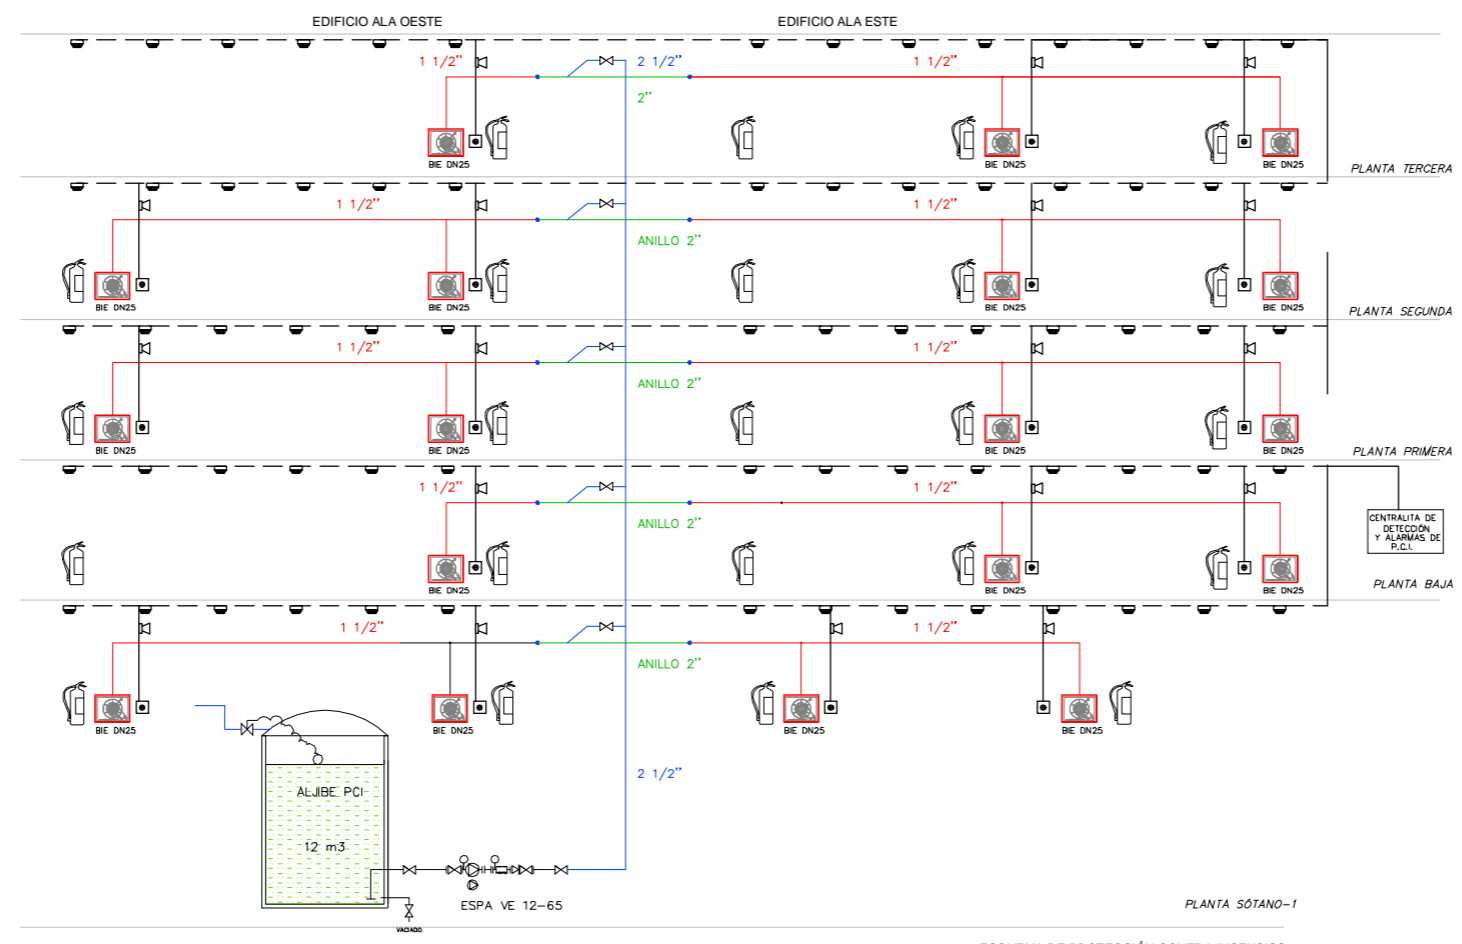 EDIFICIO ALA OESTE
EDIFICIO ALA ESTE
1 1/2''
2 1/2''
1 1/2''
2''
BIE DN25
BIE DN25
BIE DN25
PLANTA TERCERA
1 1/2''
1 1/2''
ANILLO 2''
BIE DN25
BIE DN25
BIE DN25
BIE DN25
PLANTA SEGUNDA
1 1/2''
1 1/2''
ANILLO 2''
BIE DN25
BIE DN25
BIE DN25
BIE DN25
PLANTA PRIMERA
1 1/2''
1 1/2''
ANILLO 2''
CENTRALITA DE
DETECCIÓN
Y ALARMAS DE
P.C.I.
BIE DN25
BIE DN25
BIE DN25
PLANTA BAJA
1 1/2''
1 1/2''
ANILLO 2''
BIE DN25
BIE DN25
BIE DN25
BIE DN25
2 1/2''
ALJIBE PCI
12 m3
ESPA VE 12-65
PLANTA SÓTANO-1
VACIADO